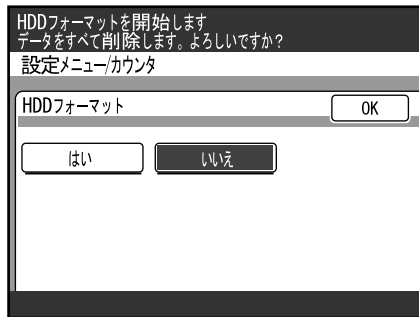 HDDフォーマットを開始します
データをすべて削除します。よろしいですか?
設定メニュー/カウンタ
HDDフォーマット
OK
はい
いいえ